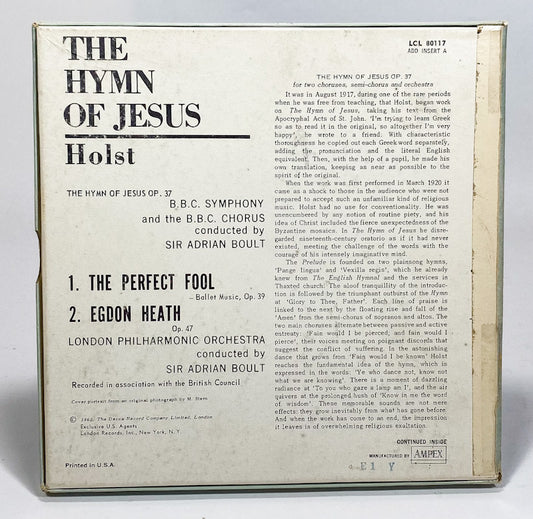 THE
HYMN
OF JESUS
Holst
THE HYMN OF JESUS OP. 37
B.B.C. SYMPHONY
and the B.B.C. CHORUS
conducted by
SIR ADRIAN BOULT
1. THE PERFECT FOOL
– Ballet Music, Op. 39
2. EGDON HEATH
Op. 47
LONDON PHILHARMONIC ORCHESTRA
conducted by
SIR ADRIAN BOULT
Recorded in association with the British Council
Cover portrait from an original photograph by M. Stern
The Decca Record Company Limited, London
Exclusive U.S. Agents
London Records, Inc., New York, N.Y.
Printed in U.S.A.
LCL 80117
ADD INSERT A
THE HYMN OF JESUS OP. 37
for two choruses, semi-chorus and orchestra
It was in August 1917, during one of the rare periods
when he was free from teaching, that Holst, began work
on The Hymn of Jesus, taking his text from the
Apocryphal Acts of St. John. 'I'm trying to learn Greek
so as to read it in the original, so altogether I'm very
happy', he wrote to a friend. With characteristic
thoroughness he copied out each Greek word separately,
adding the pronunciation and the literal English
equivalent. Then, with the help of a pupil, he made his
own translation, keeping as near as possible to the
spirit of the original.
When the work was first performed in March 1920 it
came as a shock to those in the audience who were not
prepared to accept such an unfamiliar kind of religious
music. Holst had no use for conventionality. He was
unencumbered by any notion of routine piety, and his
idea of Christ included the fierce unexpectedness of the
Byzantine mosaics. In The Hymn of Jesus he disre-
garded nineteenth-century oratorio as if it had never
existed, meeting the challenge of the words with the
courage of his intensely imaginative mind.
The Prelude is founded on two plainsong hymns,
'Pange lingua' and 'Vexilla regis', which he already
knew from The English Hymnal and the services in
Thaxted church. The aloof tranquillity of the introduc-
tion is followed by the triumphant outburst of the Hymn
at 'Glory to Thee, Father'. Each line of praise is
linked to the next by the floating rise and fall of the
'Amen' from the semi-chorus of sopranos and altos. The
two main choruses alternate between passive and active
entreaty: 'Fain would I be pierced; and fain would I
pierce', their voices meeting on poignant discords that
suggest the conflict of suffering. In the astonishing
dance that grows from 'Fain would I be known' Holst
reaches the fundamental idea of the hymn, which is
expressed in the words: 'Ye who dance not, know not
what we are knowing'. There is a moment of dazzling
radiance at 'To you who gaze a lamp am I', and the air
quivers at the prolonged hush of 'Know in me the word
of wisdom'. These memorable sounds are not mere
effects: they grow inevitably from what has gone before.
And when the work has come to an end, the impression
it leaves is of overwhelming religious exaltation.
CONTINUED INSIDE
MANUFACTURED BY AMPEX
E1 Y